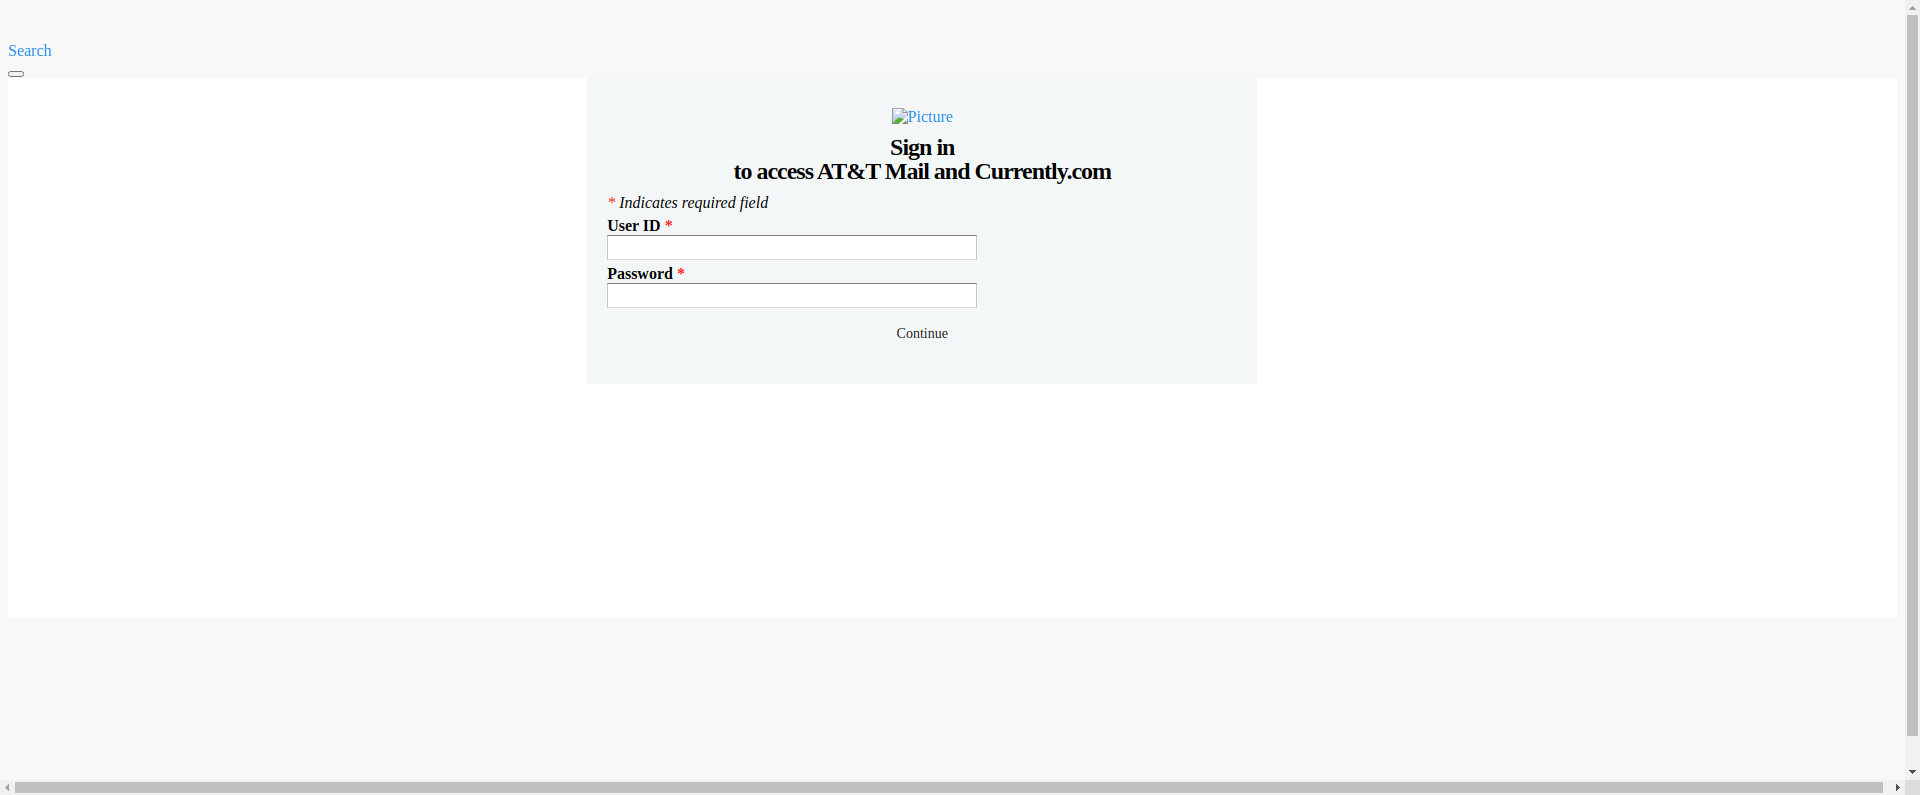 Search
Picture
Sign in
to access AT&T Mail and Currently.com
* Indicates required field
User ID *
Password *
Continue